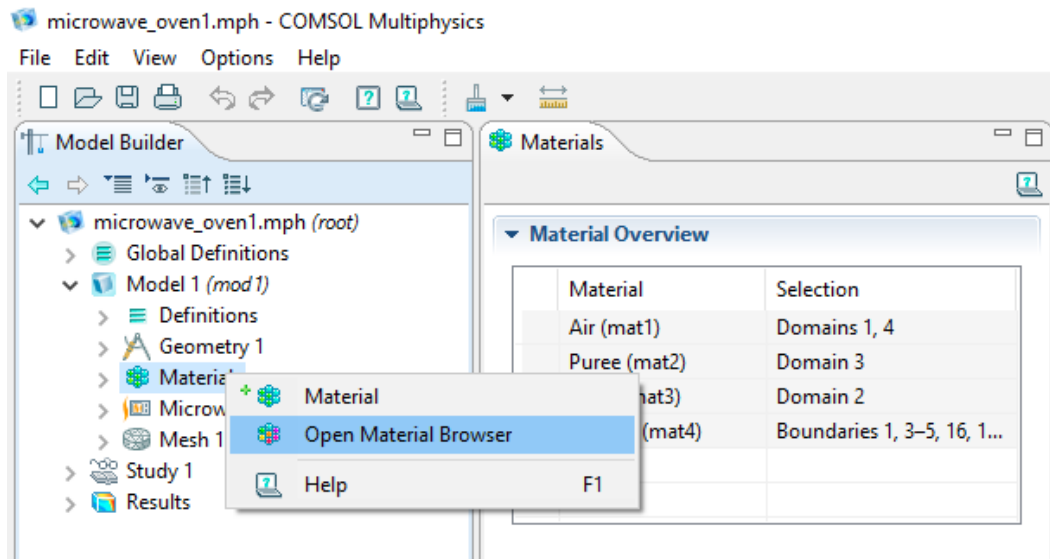 microwave_oven1.mph - COMSOL Multiphysics
File Edit View Options Help
Model Builder
Materials
microwave_oven1.mph (root)
Global Definitions
Model 1 (mod1)
Definitions
Geometry 1
Mesh 1
Study 1
Results
Material
Open Material Browser
Help F1
Material Overview
Material Selection
Air (mat1) Domains 1, 4
Puree (mat2) Domain 3
Domain 2
(mat4) Boundaries 1, 3–5, 16, 1...